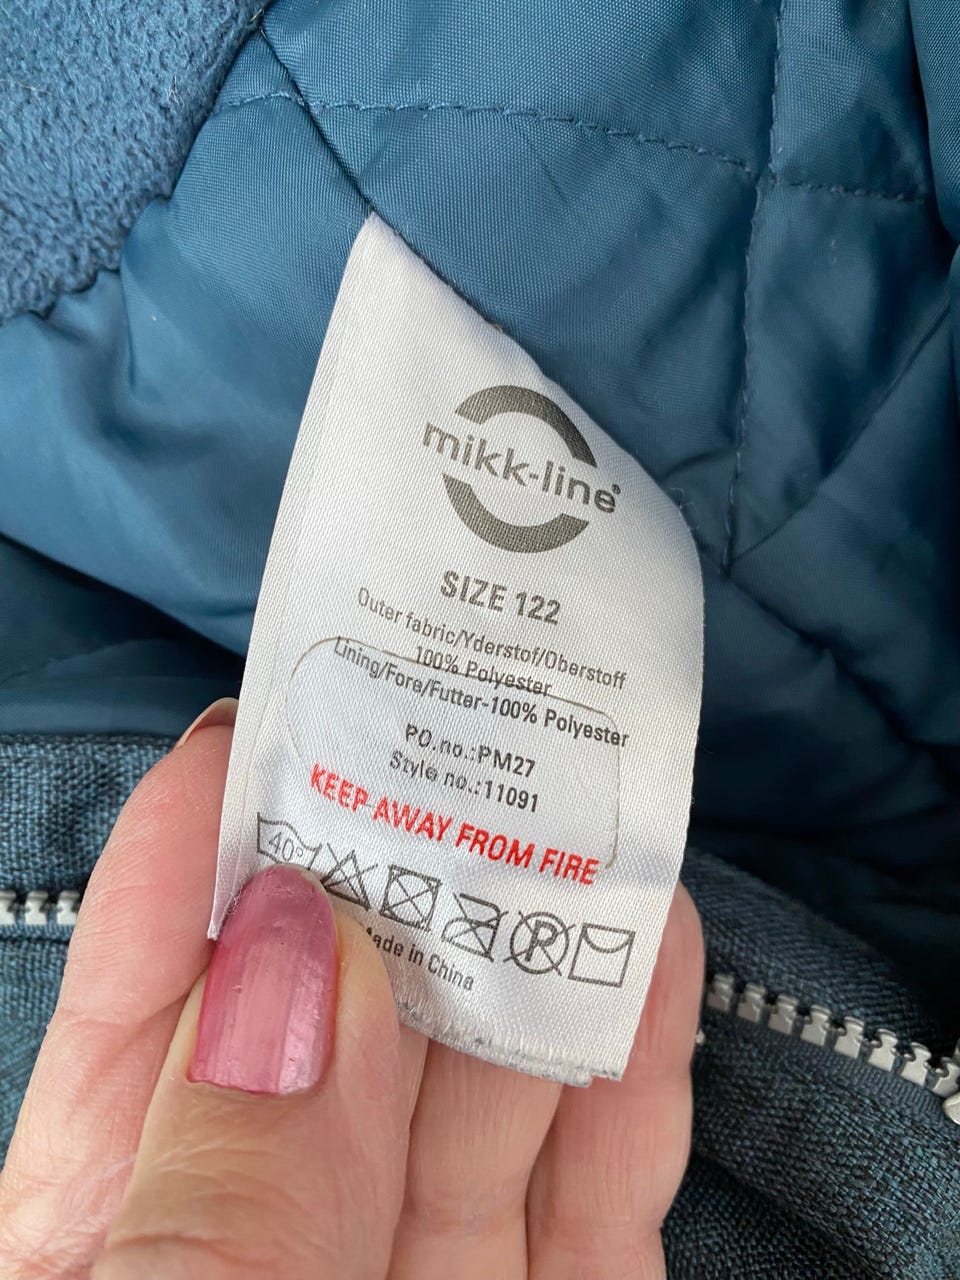 mikk-line®
SIZE 122
Outer fabric/Yderstof/Oberstoff
100% Polyester
Lining/Fore/Futter-100% Polyester
PO.no.:PM27
Style no.:11091
KEEP AWAY FROM FIRE
40°
P
Made in China